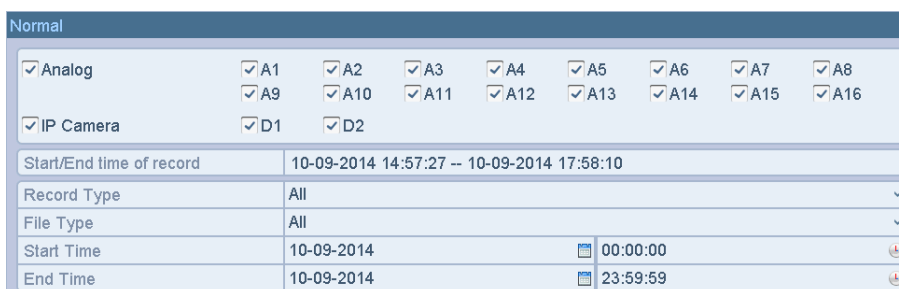 Normal
Analog A1 A2 A3 A4 A5 A6 A7 A8
A9 A10 A11 A12 A13 A14 A15 A16
IP Camera D1 D2
Start/End time of record 10-09-2014 14:57:27 -- 10-09-2014 17:58:10
Record Type All
File Type All
Start Time 10-09-2014 00:00:00
End Time 10-09-2014 23:59:59